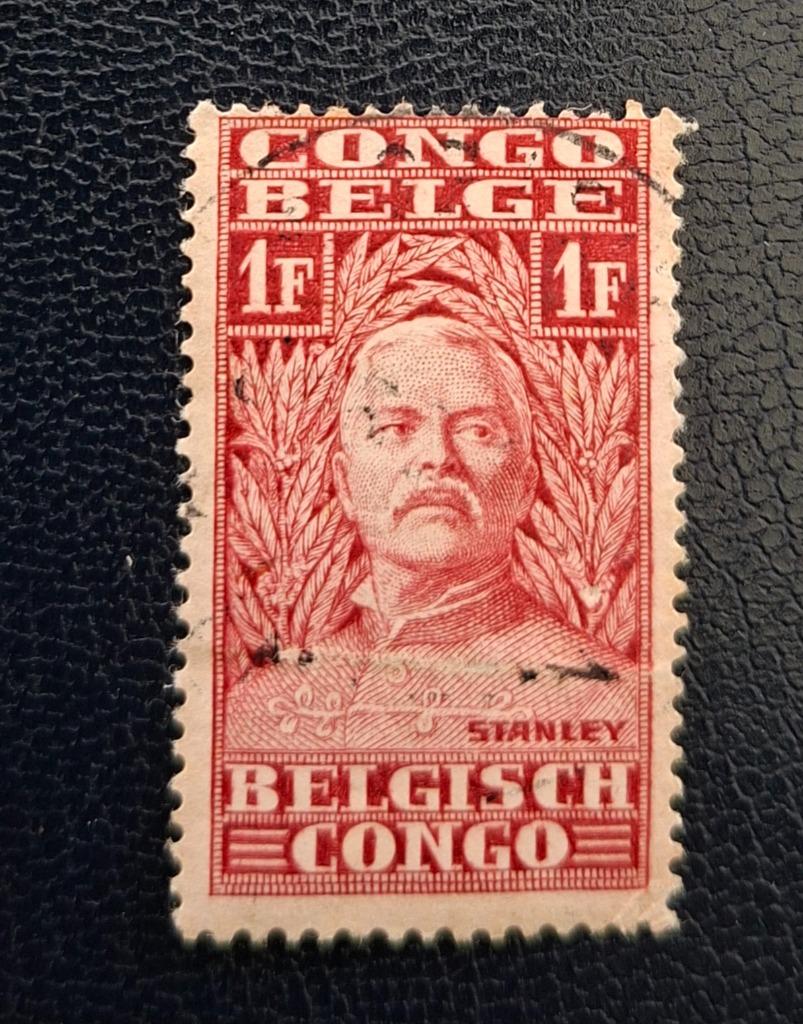 CONGO
BELGE
1F 1F
STANLEY
BELGISCH
CONGO